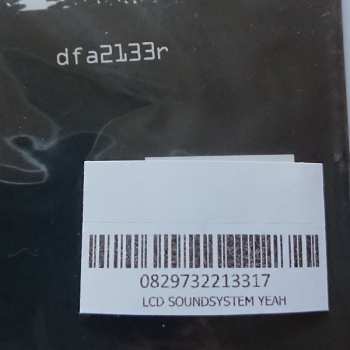 dfa2133r
0829732213317
LCD SOUNDSYSTEM YEAH